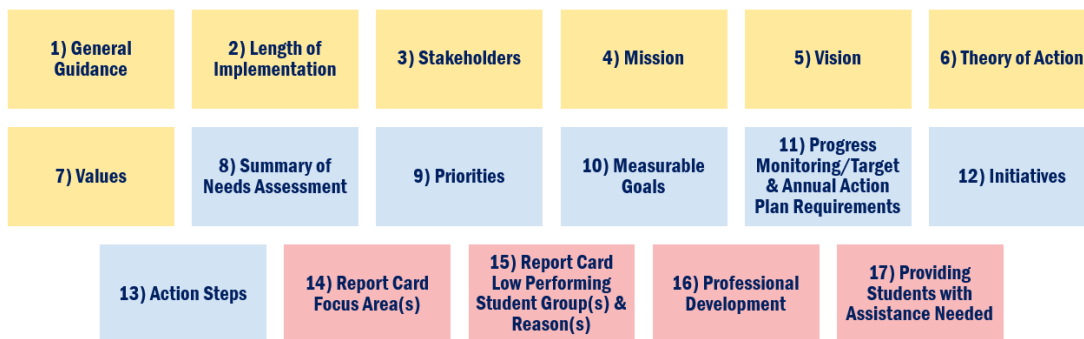 1) General
Guidance
2) Length of
Implementation
3) Stakeholders
4) Mission
5) Vision
6) Theory of Action
7) Values
8) Summary of
Needs Assessment
9) Priorities
10) Measurable
Goals
11) Progress
Monitoring/Target
& Annual Action
Plan Requirements
12) Initiatives
13) Action Steps
14) Report Card
Focus Area(s)
15) Report Card
Low Performing
Student Group(s) &
Reason(s)
16) Professional
Development
17) Providing
Students with
Assistance Needed